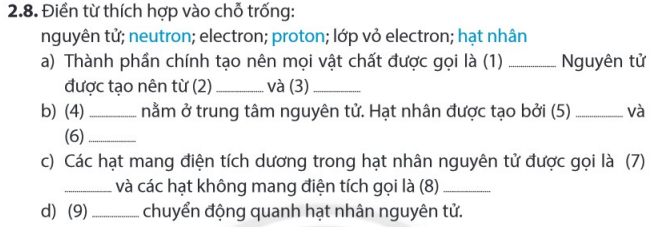 2.8. Điền từ thích hợp vào chỗ trống:
nguyên tử; neutron; electron; proton; lớp vỏ electron; hạt nhân
a) Thành phần chính tạo nên mọi vật chất được gọi là (1) ............ Nguyên tử
được tạo nên từ (2) ............ và (3) ............
b) (4) ............ nằm ở trung tâm nguyên tử. Hạt nhân được tạo bởi (5) ............ và
(6) ............
c) Các hạt mang điện tích dương trong hạt nhân nguyên tử được gọi là (7)
............ và các hạt không mang điện tích gọi là (8) ............
d) (9) ............ chuyển động quanh hạt nhân nguyên tử.